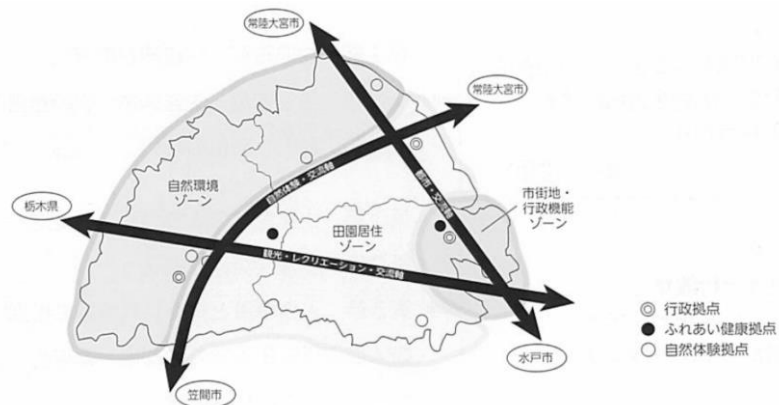 常陸大宮市
常陸大宮市
自然環境
ゾーン
自然体験・交流軸
都市・交流軸
市街地・
行政機能
ゾーン
栃木県
田園居住
ゾーン
観光・レクリエーション・交流軸
行政拠点
ふれあい健康拠点
自然体験拠点
水戸市
笠間市